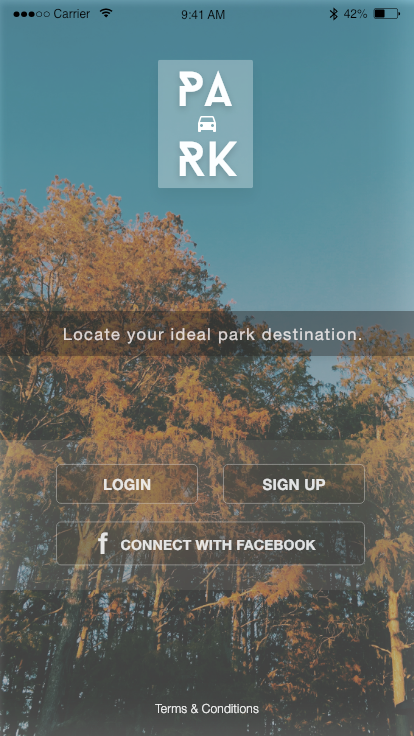 Carrier 9:41 AM 42%
PA
RK
Locate your ideal park destination.
LOGIN SIGN UP
f CONNECT WITH FACEBOOK
Terms & Conditions